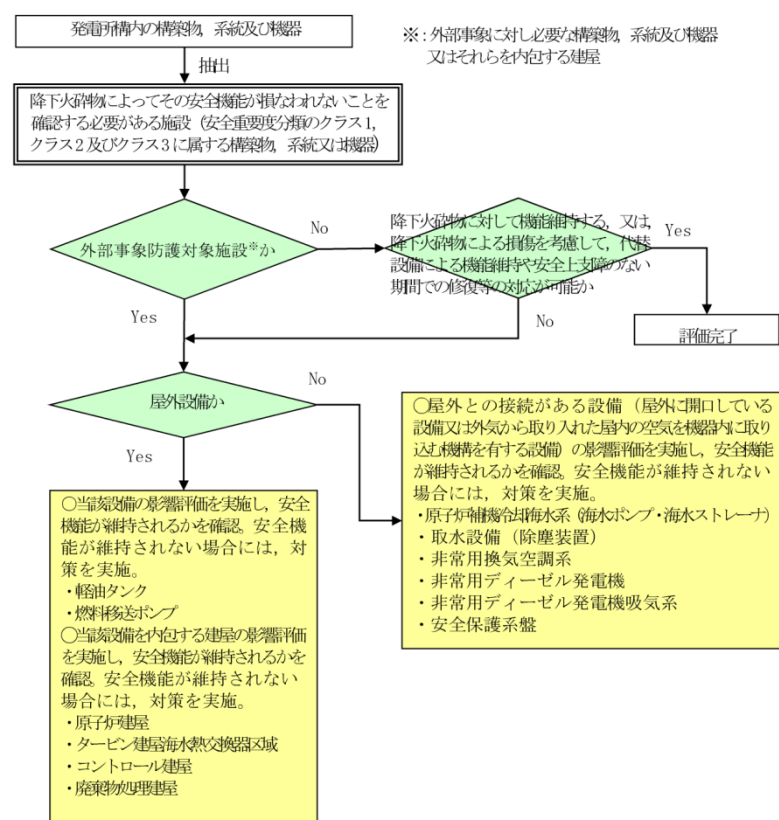 発電所構内の構築物，系統及び機器
※：外部事象に対し必要な構築物，系統及び機器
又はそれらを内包する建屋
抽出
降下火砕物によってその安全機能が損なわれないことを
確認する必要がある施設（安全重要度分類のクラス1，
クラス2及びクラス3に属する構築物，系統又は機器）
外部事象防護対象施設※か
No
降下火砕物に対して機能維持する，又は，
降下火砕物による損傷を考慮して，代替
設備による機能維持や安全上支障のない
期間での修復等の対応が可能か
Yes
Yes
No
評価完了
屋外設備か
No
Yes
○屋外との接続がある設備（屋外に開口している
設備又は外気から取り入れた屋内の空気を機器内に取り
込む機構を有する設備）の影響評価を実施し，安全機能
が維持されるかを確認。安全機能が維持されない
場合には，対策を実施。
・原子炉補機冷却海水系（海水ポンプ・海水ストレーナ）
・取水設備（除塵装置）
・非常用換気空調系
・非常用ディーゼル発電機
・非常用ディーゼル発電機吸気系
・安全保護系盤
○当該設備の影響評価を実施し，安全
機能が維持されるかを確認。安全機
能が維持されない場合には，対
策を実施。
・軽油タンク
・燃料移送ポンプ
○当該設備を内包する建屋の影響評価
を実施し，安全機能が維持されるかを
確認。安全機能が維持されない
場合には，対策を実施。
・原子炉建屋
・タービン建屋海水熱交換器区域
・コントロール建屋
・廃棄物処理建屋